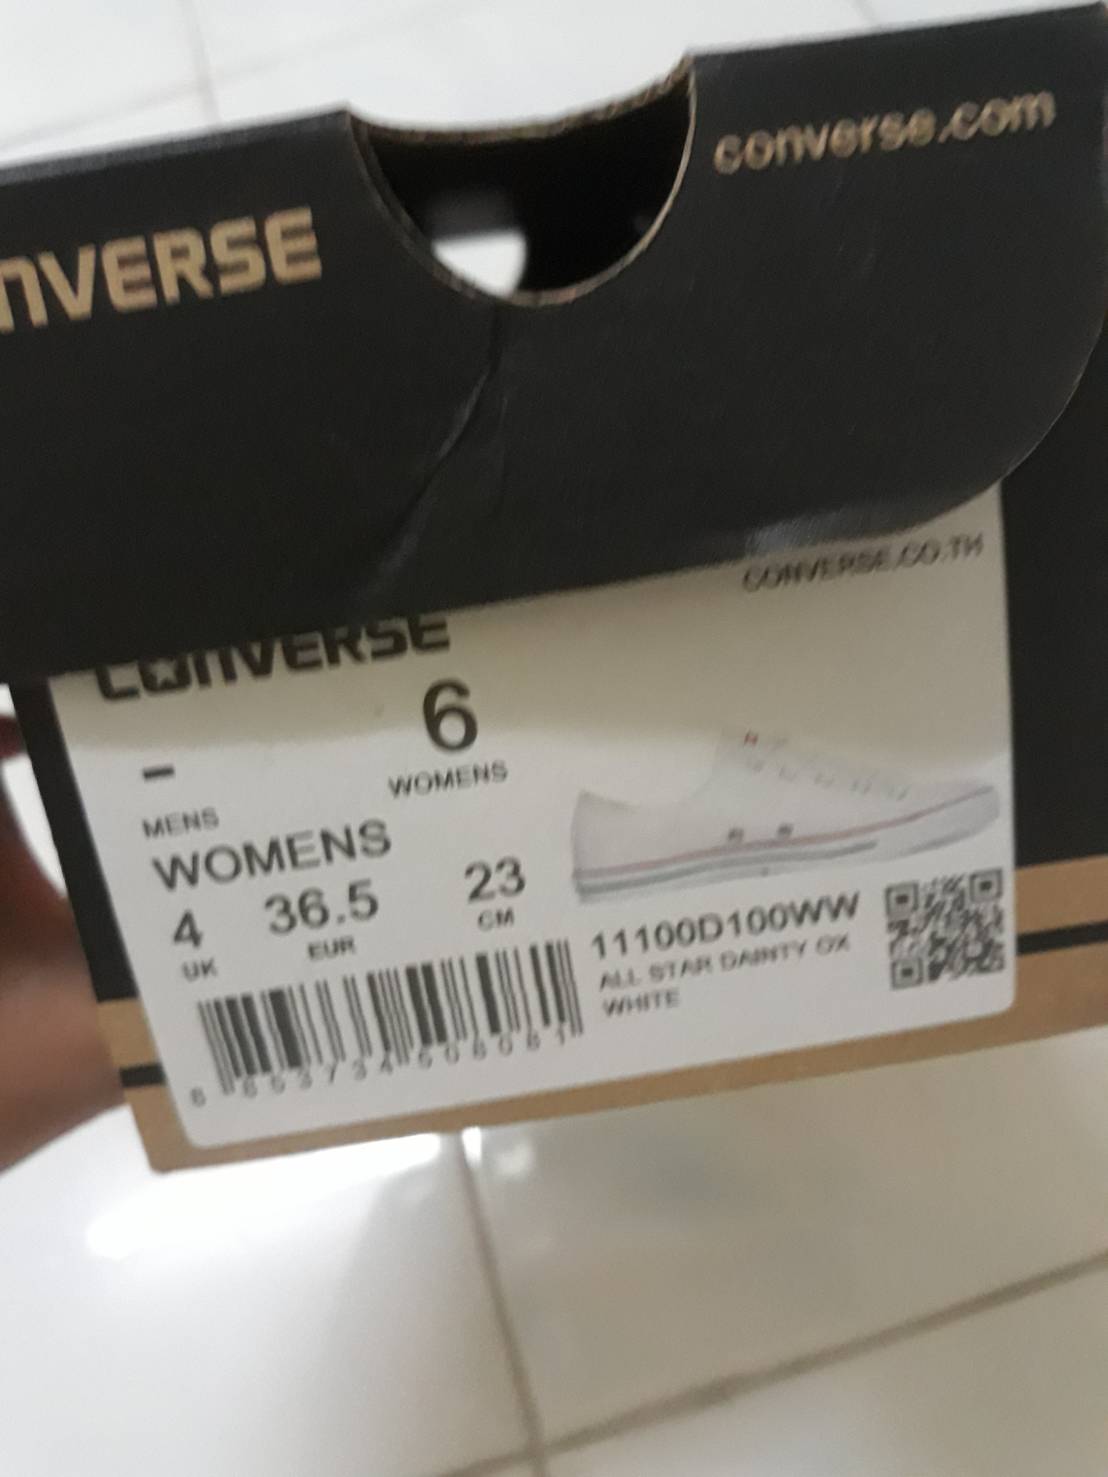 converse.com
NVERSE
CONVERSE.CO.TH
CONVERSE
-
6
MENS
WOMENS
WOMENS
4
36.5
23
UK
EUR
CM
11100D100WW
ALL STAR DAINTY OX
WHITE